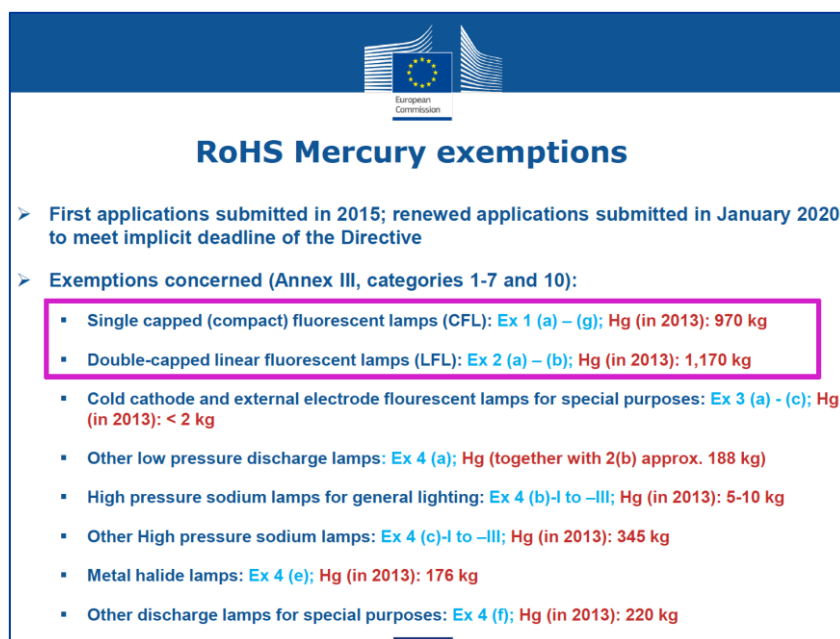 European
Commission
RoHS Mercury exemptions
➢ First applications submitted in 2015; renewed applications submitted in January 2020
to meet implicit deadline of the Directive
➢ Exemptions concerned (Annex III, categories 1-7 and 10):
▪ Single capped (compact) fluorescent lamps (CFL): Ex 1 (a) – (g); Hg (in 2013): 970 kg
▪ Double-capped linear fluorescent lamps (LFL): Ex 2 (a) – (b); Hg (in 2013): 1,170 kg
▪ Cold cathode and external electrode flourescent lamps for special purposes: Ex 3 (a) - (c); Hg
(in 2013): < 2 kg
▪ Other low pressure discharge lamps: Ex 4 (a); Hg (together with 2(b) approx. 188 kg)
▪ High pressure sodium lamps for general lighting: Ex 4 (b)-I to –III; Hg (in 2013): 5-10 kg
▪ Other High pressure sodium lamps: Ex 4 (c)-I to –III; Hg (in 2013): 345 kg
▪ Metal halide lamps: Ex 4 (e); Hg (in 2013): 176 kg
▪ Other discharge lamps for special purposes: Ex 4 (f); Hg (in 2013): 220 kg